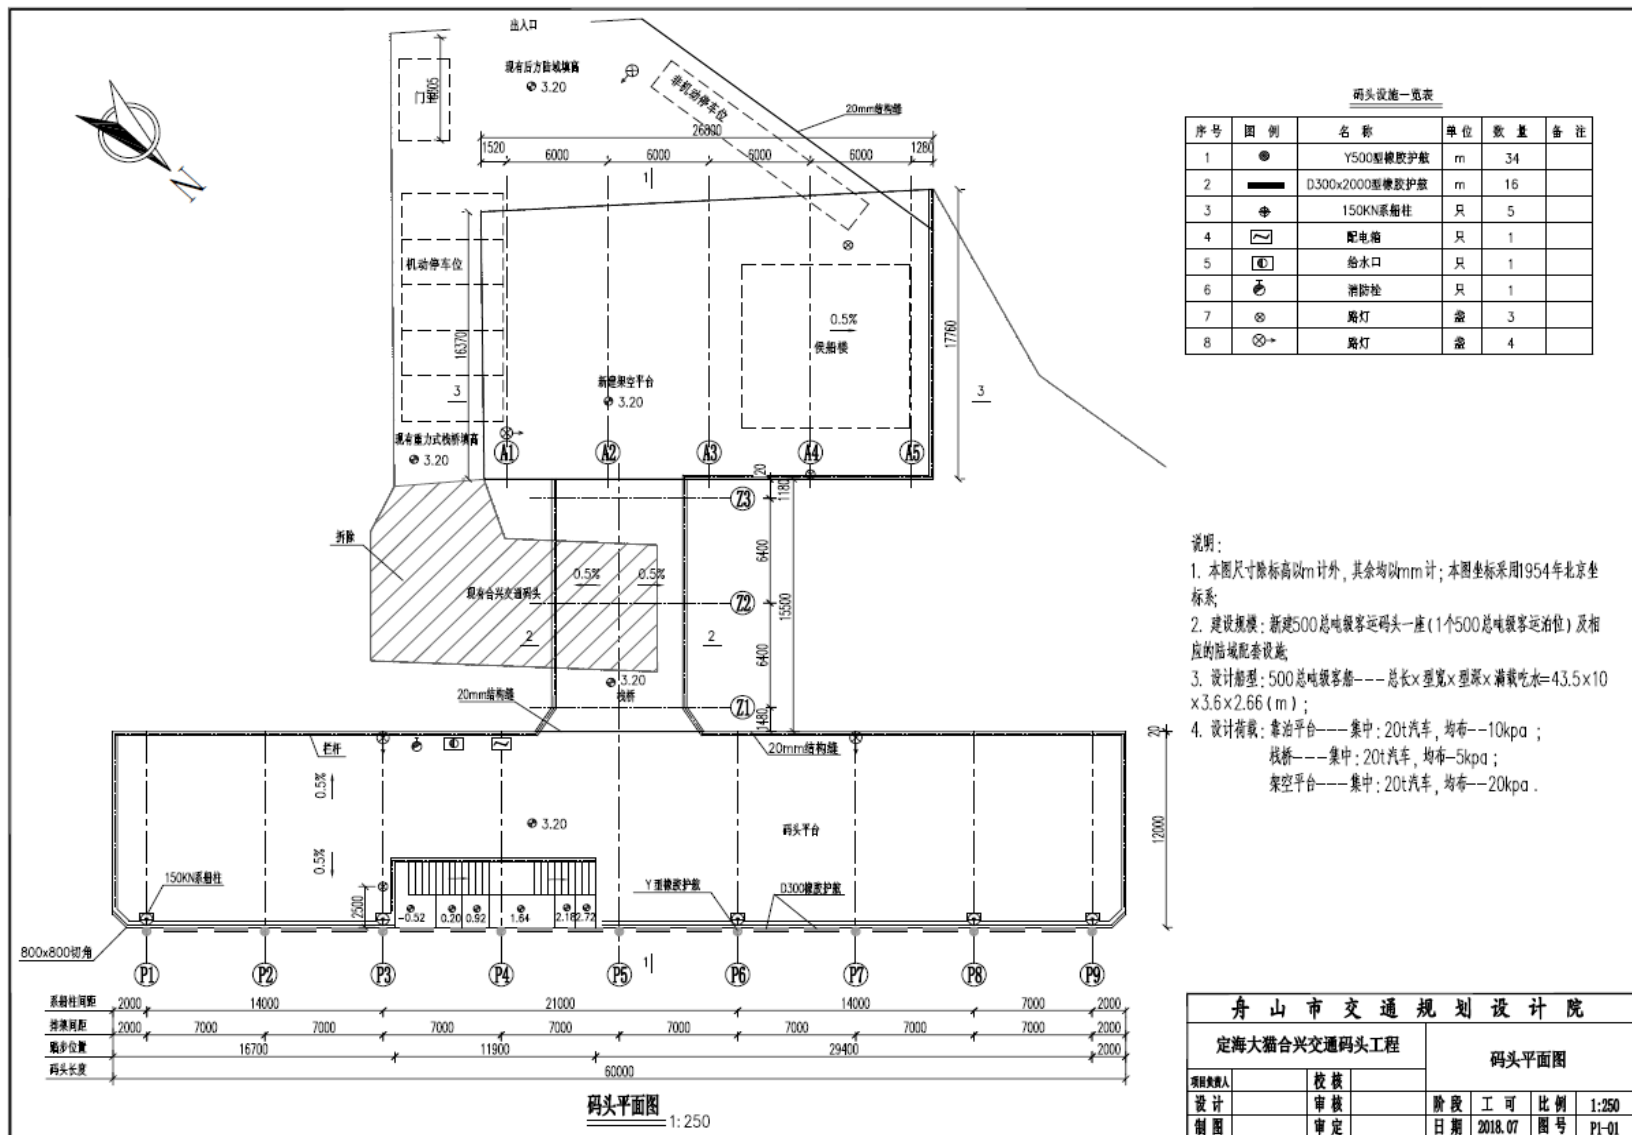 出入口
现有后方陆域填高
3.20
门室
6805
非机动停车位
20mm结构缝
26800
1520
6000
6000
6000
6000
1280
1
N
机动停车位
16370
17760
0.5%
侯船楼
新建架空平台
3.20
3
3
现有重力式栈桥填高
3.20
A1
A2
A3
A4
A5
20
1180
Z3
拆除
6400
0.5%
0.5%
现有合兴交通码头
Z2
15500
2
2
6400
3.20
栈桥
20mm结构缝
Z1
1480
栏杆
20mm结构缝
20
0.5%
3.20
码头平台
12000
0.5%
150KN系船柱
2500
Y型橡胶护舷
D300橡胶护舷
-0.52
0.20
0.92
1.64
2.18
2.72
800x800切角
1
P1
P2
P3
P4
P5
P6
P7
P8
P9
系船柱间距 2000 14000 21000 14000 7000 2000
排架间距 2000 7000 7000 7000 7000 7000 7000 7000 7000 2000
踏步位置 16700 11900 29400 2000
码头长度 60000
码头平面图 1:250
码头设施一览表
序号 图例 名称 单位 数量 备注
1 Y500型橡胶护舷 m 34
2 D300x2000型橡胶护舷 m 16
3 150KN系船柱 只 5
4 配电箱 只 1
5 给水口 只 1
6 消防栓 只 1
7 路灯 盏 3
8 路灯 盏 4
说明:
1. 本图尺寸除标高以m计外, 其余均以mm计; 本图坐标采用1954年北京坐
标系;
2. 建设规模: 新建500总吨级客运码头一座(1个500总吨级客运泊位)及相
应的陆域配套设施;
3. 设计船型: 500总吨级客船---总长×型宽×型深×满载吃水=43.5×10
×3.6×2.66(m);
4. 设计荷载: 靠泊平台---集中: 20t汽车, 均布--10kpa ;
栈桥---集中: 20t汽车, 均布-5kpa ;
架空平台---集中: 20t汽车, 均布--20kpa .
舟山市交通规划设计院
定海大猫合兴交通码头工程
码头平面图
项目负责人 校核
设计 审核 阶段 工可 比例 1:250
制图 审定 日期 2018.07 图号 P1-01